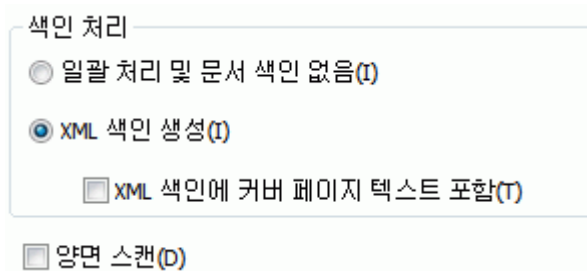 색인 처리
일괄 처리 및 문서 색인 없음(I)
XML 색인 생성(I)
XML 색인에 커버 페이지 텍스트 포함(T)
양면 스캔(D)